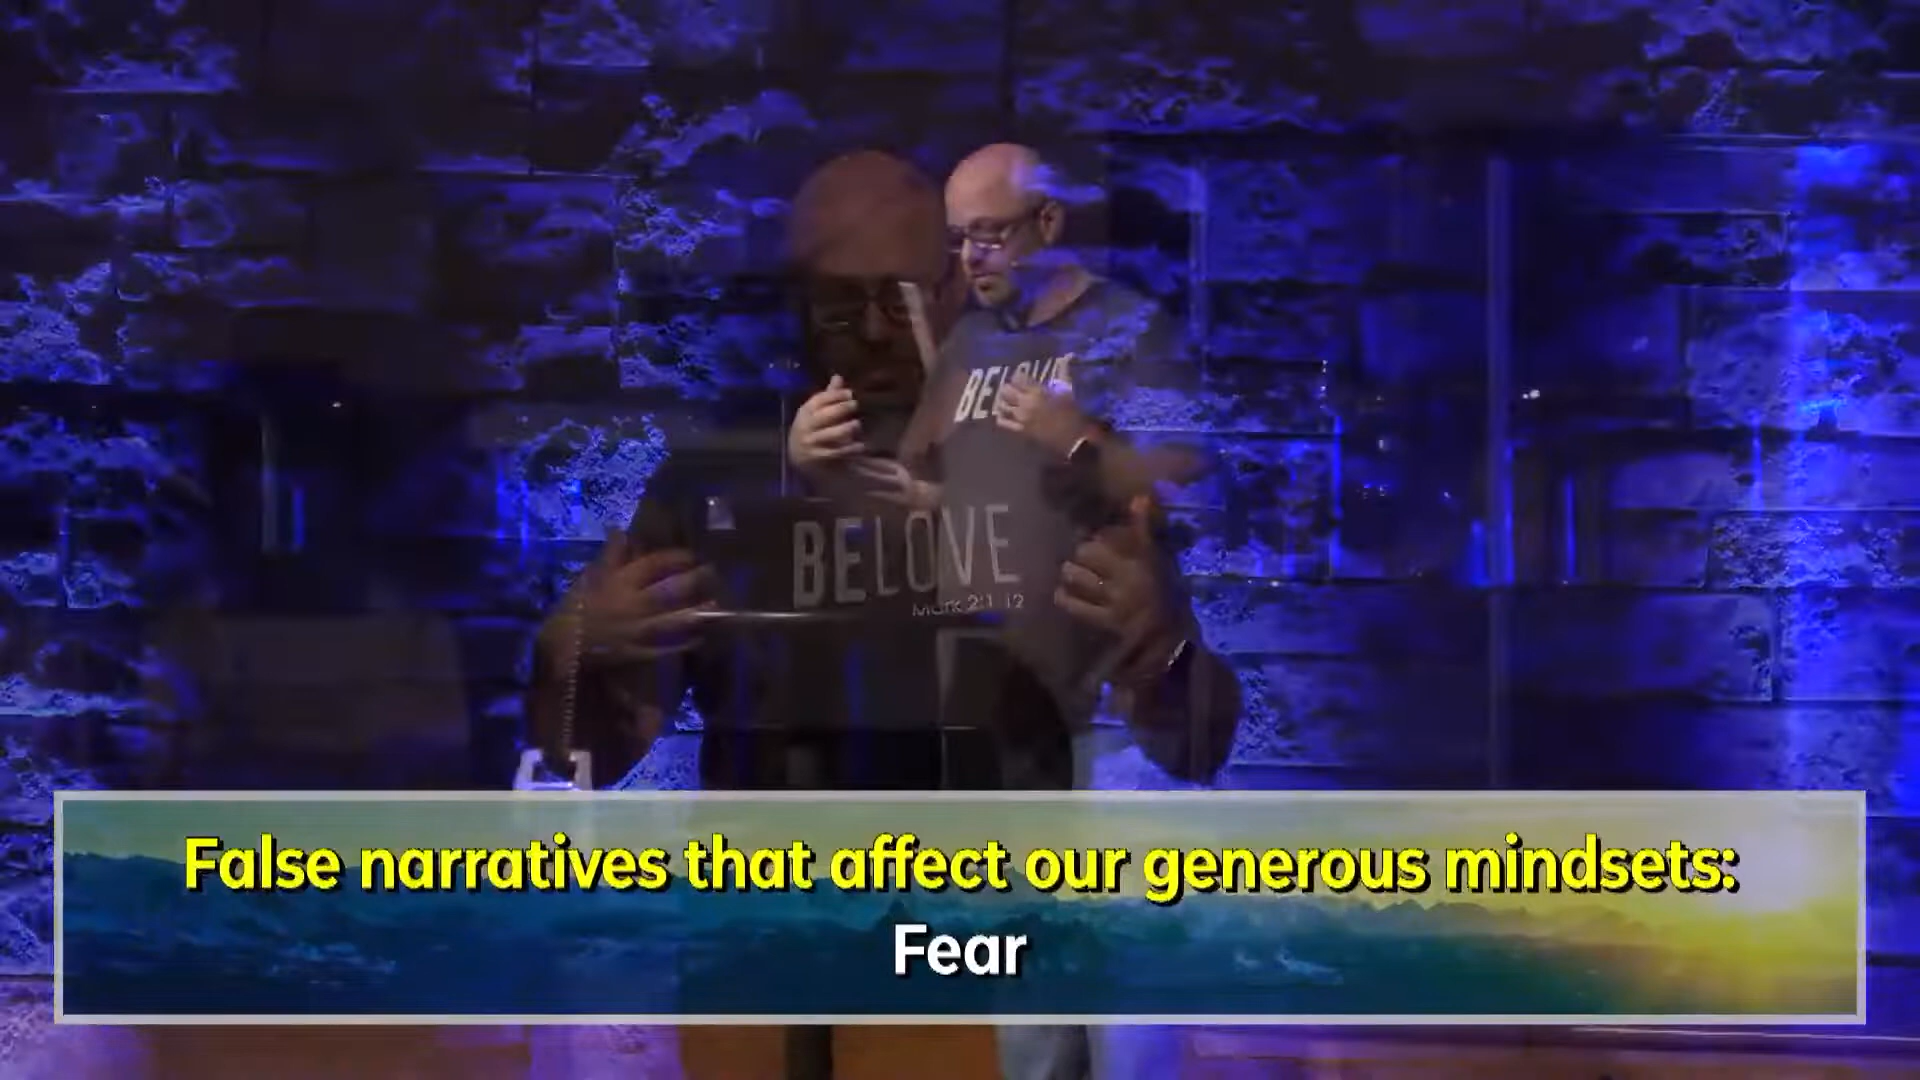 BELOVE
BELOVE
Mark 2:1-12
False narratives that affect our generous mindsets:
Fear